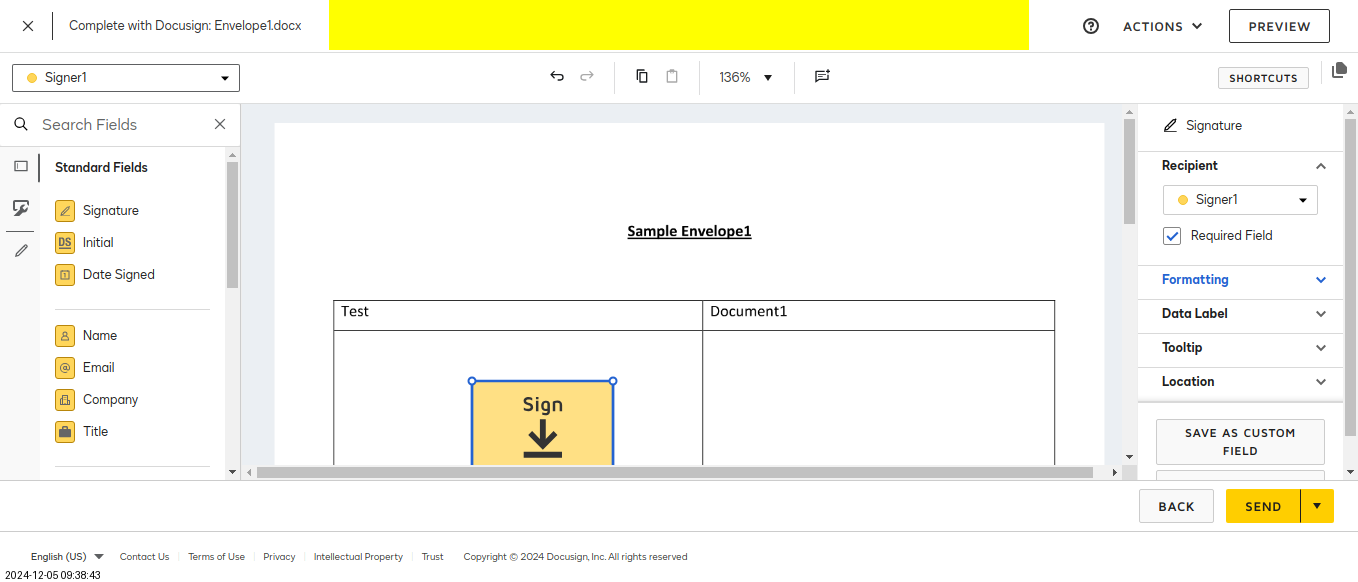 Complete with Docusign: Envelope1.docx
ACTIONS
PREVIEW
Signer1
136%
SHORTCUTS
Search Fields
Standard Fields
Signature
DS Initial
1 Date Signed
Name
@ Email
Company
Title
Sample Envelope1
Test Document1
Sign
Signature
Recipient
Signer1
Required Field
Formatting
Data Label
Tooltip
Location
SAVE AS CUSTOM
FIELD
BACK
SEND
English (US) Contact Us Terms of Use Privacy Intellectual Property Trust Copyright © 2024 Docusign, Inc. All rights reserved
2024-12-05 09:38:43